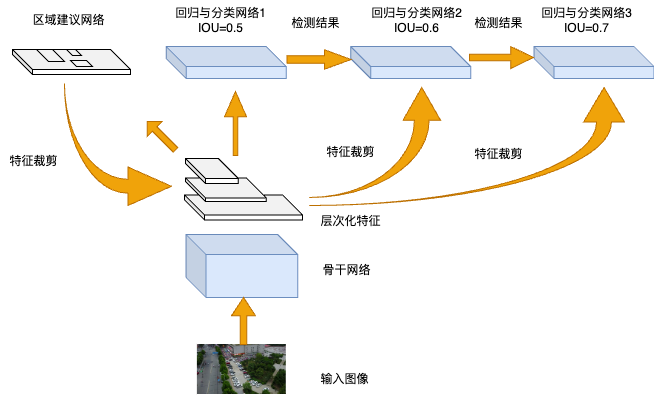 区域建议网络
回归与分类网络1
IOU=0.5
检测结果
回归与分类网络2
IOU=0.6
检测结果
回归与分类网络3
IOU=0.7
特征裁剪
特征裁剪
特征裁剪
层次化特征
骨干网络
输入图像